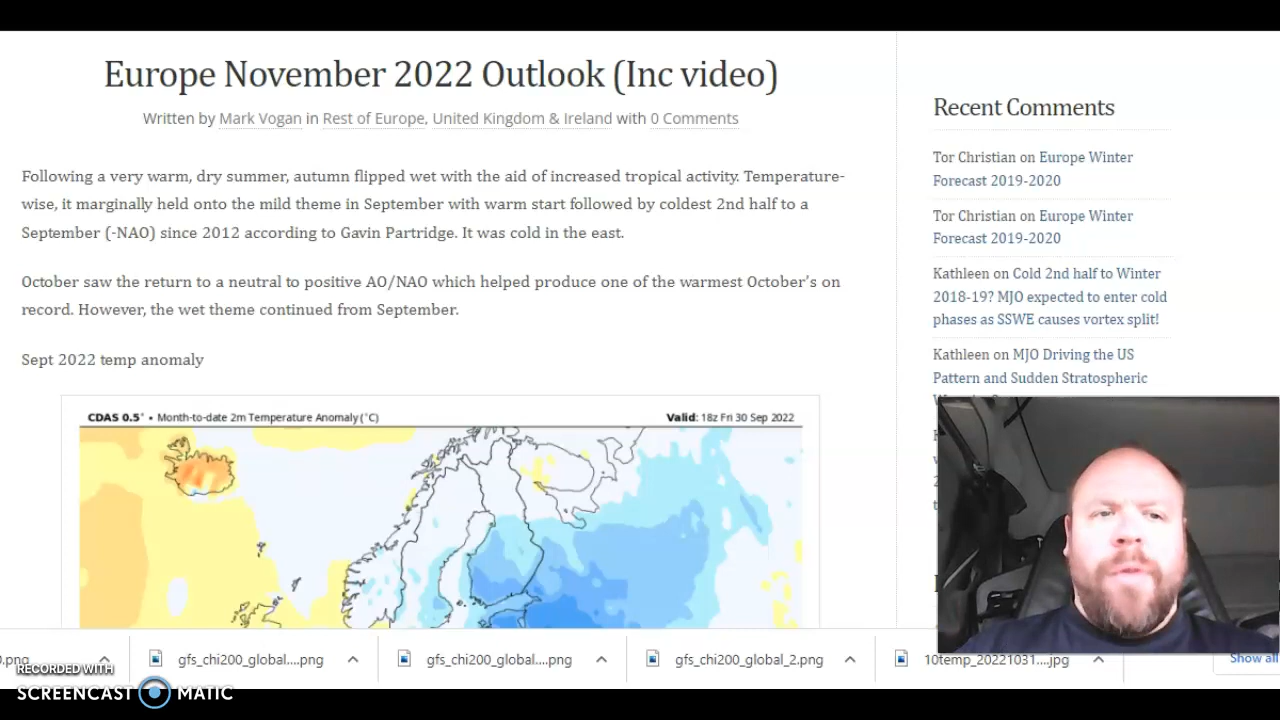 Europe November 2022 Outlook (Inc video)
Written by Mark Vogan in Rest of Europe, United Kingdom & Ireland with 0 Comments
Following a very warm, dry summer, autumn flipped wet with the aid of increased tropical activity. Temperature-
wise, it marginally held onto the mild theme in September with warm start followed by coldest 2nd half to a
September (-NAO) since 2012 according to Gavin Partridge. It was cold in the east.
October saw the return to a neutral to positive AO/NAO which helped produce one of the warmest October's on
record. However, the wet theme continued from September.
Sept 2022 temp anomaly
CDAS 0.5° • Month-to-date 2m Temperature Anomaly (°C)
Valid: 18z Fri 30 Sep 2022
Recent Comments
Tor Christian on Europe Winter
Forecast 2019-2020
Tor Christian on Europe Winter
Forecast 2019-2020
Kathleen on Cold 2nd half to Winter
2018-19? MJO expected to enter cold
phases as SSWE causes vortex split!
Kathleen on MJO Driving the US
Pattern and Sudden Stratospheric
.png
gfs_chi200_global....png
gfs_chi200_global....png
gfs_chi200_global_2.png
10temp_20221031....jpg
Show all
RECORDED WITH
SCREENCAST MATIC